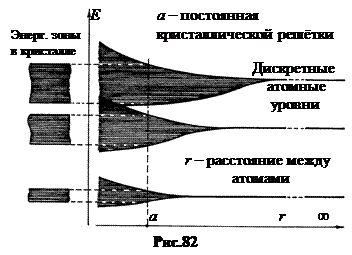 E
a – постоянная
кристаллической решётки
Энерг. зоны
в кристалле
Дискретные
атомные
уровни
r – расстояние между
атомами
a r ∞
Рис.82